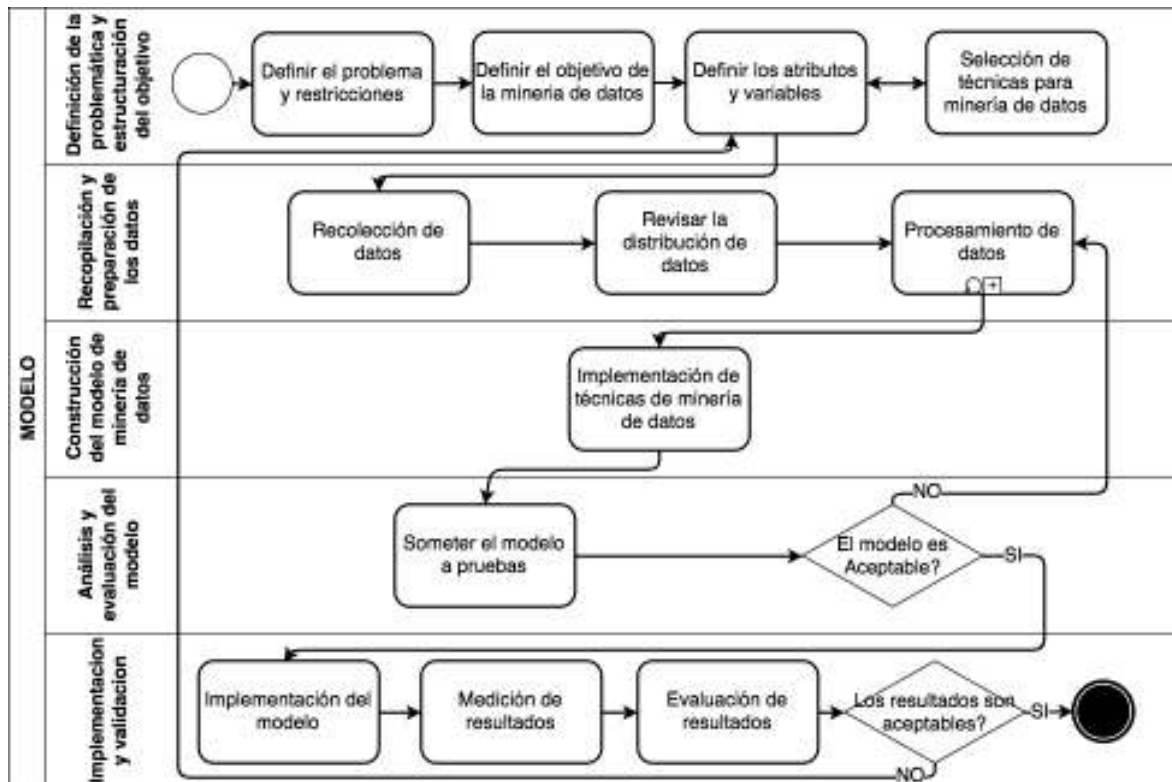 MODELO
Definición de la
problemática y
estructuración
del objetivo
Definir el problema
y restricciones
Definir el objetivo de
la mineria de datos
Definir los atributos
y variables
Selección de
técnicas para
minería de datos
Recopilación y
preparación de
los datos
Recolección de
datos
Revisar la
distribución de
datos
Procesamiento de
datos
+
Construcción
del modelo de
minería de
datos
Implementación de
técnicas de minería
de datos
Análisis y
evaluación del
modelo
Someter el modelo
a pruebas
El modelo es
Aceptable?
NO
SI
Implementacion
y validacion
Implementación del
modelo
Medición de
resultados
Evaluación de
resultados
Los resultados son
aceptables?
SI
NO